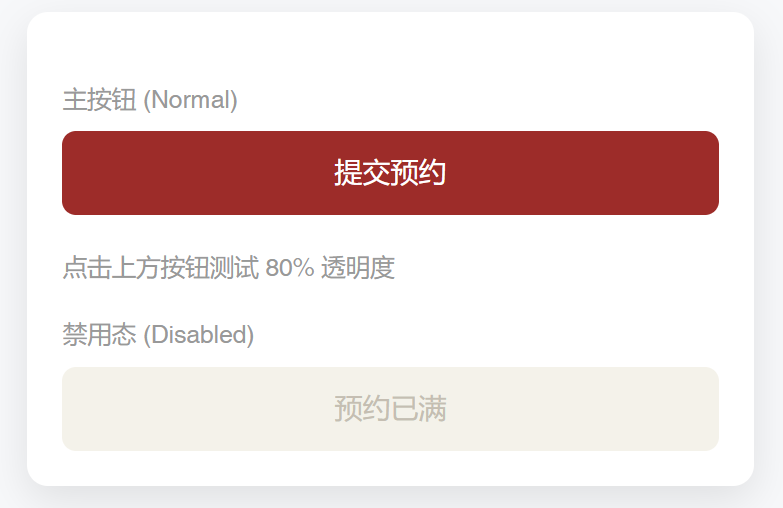 主按钮 (Normal)
提交预约
点击上方按钮测试 80% 透明度
禁用态 (Disabled)
预约已满